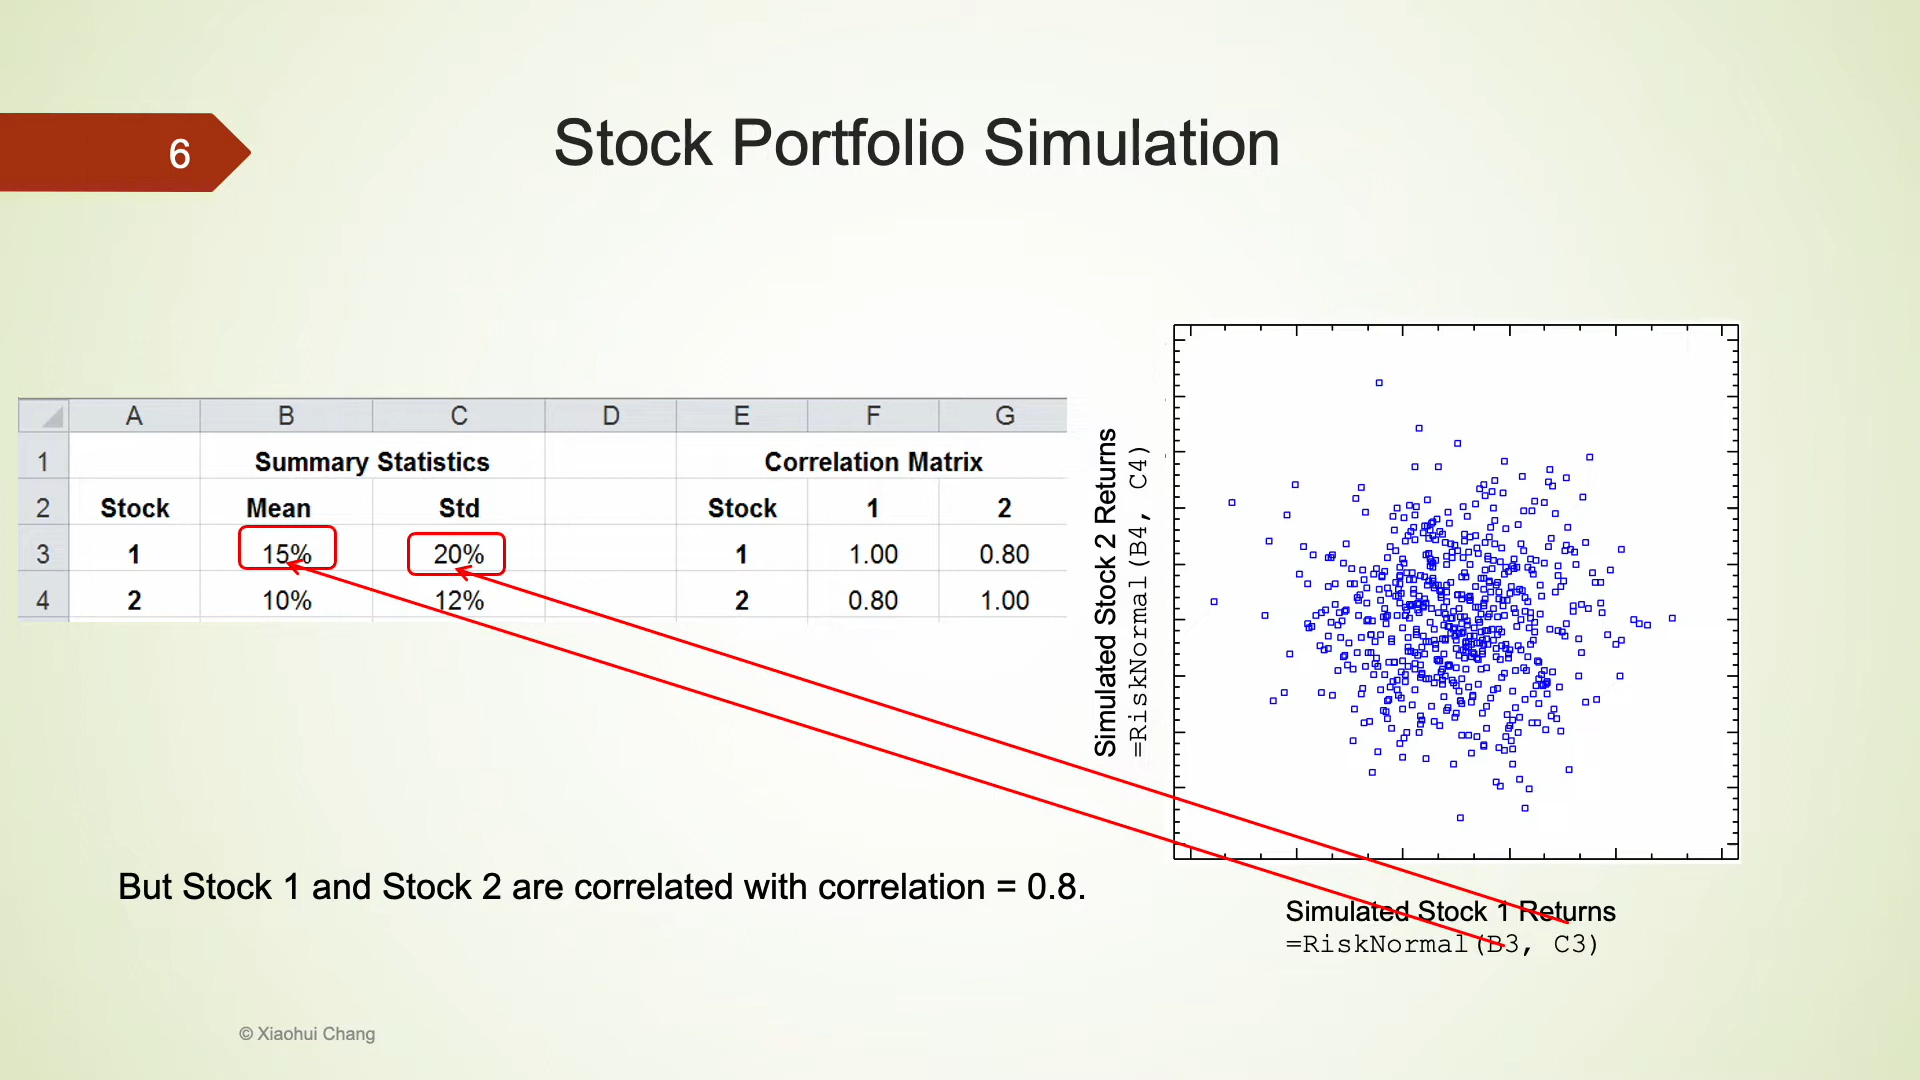 6
Stock Portfolio Simulation
A B C D E F G
1 Summary Statistics Correlation Matrix
2 Stock Mean Std Stock 1 2
3 1 15% 20% 1 1.00 0.80
4 2 10% 12% 2 0.80 1.00
Simulated Stock 2 Returns
=RiskNormal(B4, C4)
Simulated Stock 1 Returns
=RiskNormal(B3, C3)
But Stock 1 and Stock 2 are correlated with correlation = 0.8.
© Xiaohui Chang